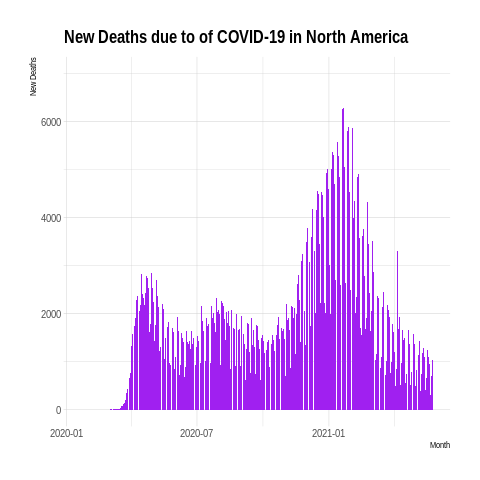 New Deaths due to of COVID-19 in North America
New Deaths
6000
4000
2000
0
2020-01
2020-07
2021-01
Month